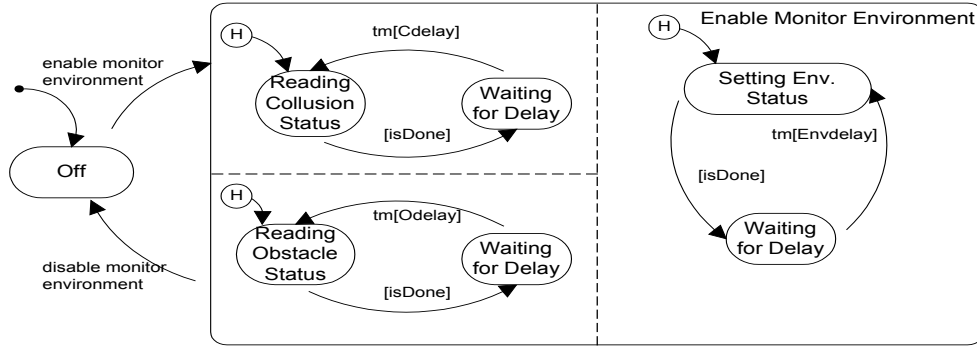 Enable Monitor Environment
enable monitor
environment
Off
disable monitor
environment
H
tm[Cdelay]
Reading
Collusion
Status
Waiting
for Delay
[isDone]
H
tm[Odelay]
Reading
Obstacle
Status
Waiting
for Delay
[isDone]
H
Setting Env.
Status
tm[Envdelay]
[isDone]
Waiting
for Delay